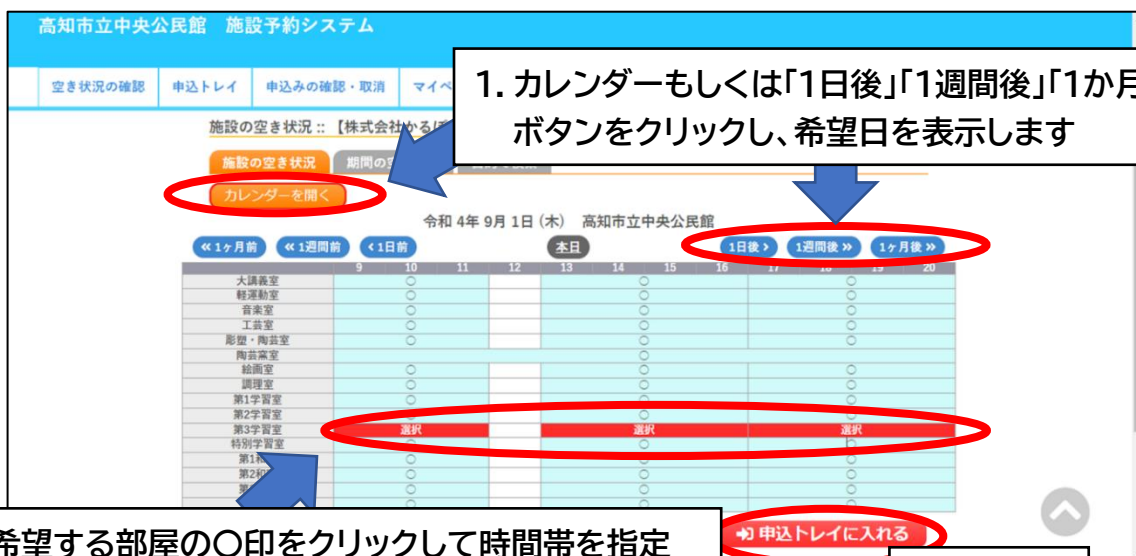 高知市立中央公民館 施設予約システム
空き状況の確認 申込トレイ 申込みの確認・取消 マイペ
1. カレンダーもしくは「1日後」「1週間後」「1か月
ボタンをクリックし、希望日を表示します
施設の空き状況 :: 【株式会社かるぽ
施設の空き状況 期間の空
カレンダーを開く
令和 4年 9月 1日 (木) 高知市立中央公民館
≪1ヶ月前 ≪1週間前 <1日前 本日 1日後> 1週間後≫ 1ヶ月後≫
9 10 11 12 13 14 15 16 17 18 19 20
大講義室 ○ ○ ○
軽運動室 ○ ○ ○
音楽室 ○ ○ ○
工芸室 ○ ○ ○
彫塑・陶芸室 ○ ○ ○
陶芸窯室 ○
絵画室 ○ ○ ○
調理室 ○ ○ ○
第1学習室 ○ ○ ○
第2学習室 ○ ○
第3学習室 選択 選択 選択
特別学習室 ○ ○ ○
第1和 ○ ○ ○
第2和 ○ ○ ○
○ ○ ○
○ ○ ○
希望する部屋の〇印をクリックして時間帯を指定
申込トレイに入れる